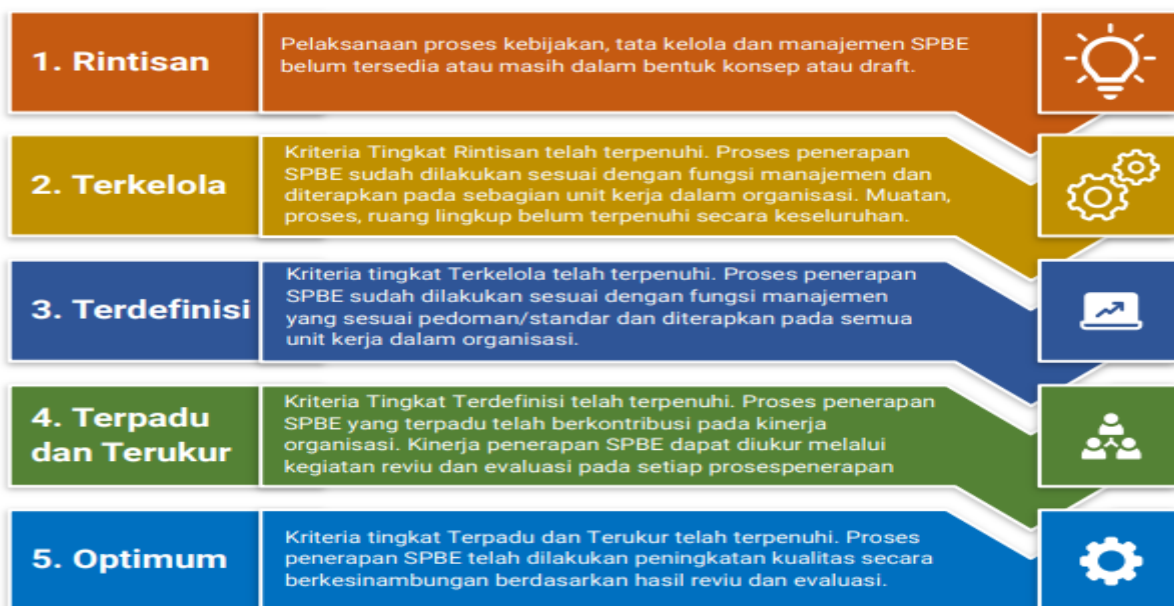 1. Rintisan
Pelaksanaan proses kebijakan, tata kelola dan manajemen SPBE
belum tersedia atau masih dalam bentuk konsep atau draft.
2. Terkelola
Kriteria Tingkat Rintisan telah terpenuhi. Proses penerapan
SPBE sudah dilakukan sesuai dengan fungsi manajemen dan
diterapkan pada sebagian unit kerja dalam organisasi. Muatan,
proses, ruang lingkup belum terpenuhi secara keseluruhan.
3. Terdefinisi
Kriteria tingkat Terkelola telah terpenuhi. Proses penerapan
SPBE sudah dilakukan sesuai dengan fungsi manajemen
yang sesuai pedoman/standar dan diterapkan pada semua
unit kerja dalam organisasi.
4. Terpadu
dan Terukur
Kriteria Tingkat Terdefinisi telah terpenuhi. Proses penerapan
SPBE yang terpadu telah berkontribusi pada kinerja
organisasi. Kinerja penerapan SPBE dapat diukur melalui
kegiatan reviu dan evaluasi pada setiap prosespenerapan
5. Optimum
Kriteria tingkat Terpadu dan Terukur telah terpenuhi. Proses
penerapan SPBE telah dilakukan peningkatan kualitas secara
berkesinambungan berdasarkan hasil reviu dan evaluasi.